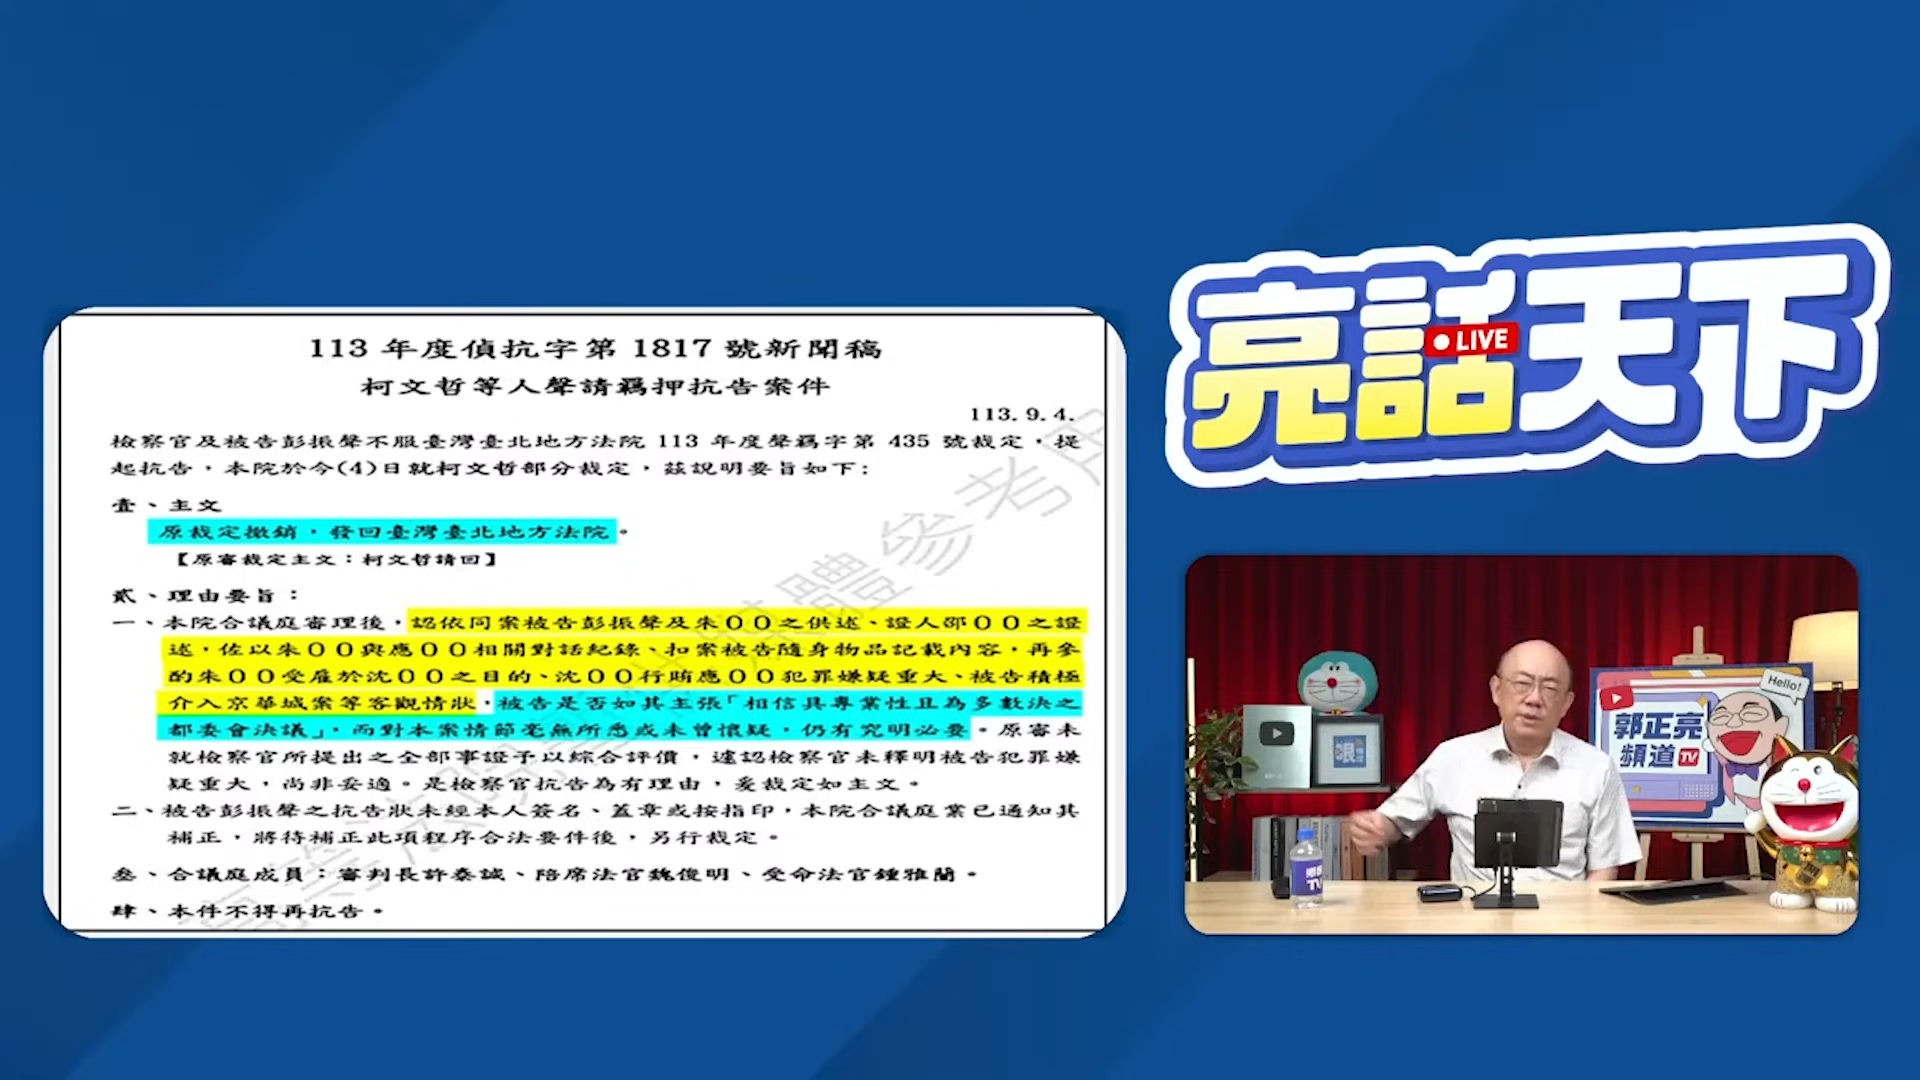 113 年度偵抗字第 1817 號新聞稿
柯文哲等人聲請羈押抗告案件
113.9.4.
檢察官及被告彭振聲不服臺灣臺北地方法院 113 年度聲羈字第 435 號裁定，提
起抗告，本院於今(4)日就柯文哲部分裁定，茲說明要旨如下：
壹、主文
原裁定撤銷，發回臺灣臺北地方法院。
【原審裁定主文：柯文哲請回】
貳、理由要旨：
一、本院合議庭審理後，認依同案被告彭振聲及朱ＯＯ之供述、證人邵ＯＯ之證
述，佐以朱ＯＯ與應ＯＯ相關對話紀錄、扣案被告隨身物品記載內容，再參
酌朱ＯＯ受雇於沈ＯＯ之目的、沈ＯＯ行賄應ＯＯ犯罪嫌疑重大、被告積極
介入京華城案等客觀情狀，被告是否如其主張「相信具專業性且為多數決之
都委會決議」，而對本案情節毫無所悉或未曾懷疑，仍有究明必要。原審未
就檢察官所提出之全部事證予以綜合評價，遽認檢察官未釋明被告犯罪嫌
疑重大，尚非妥適。是檢察官抗告為有理由，爰裁定如主文。
二、被告彭振聲之抗告狀未經本人簽名、蓋章或按指印，本院合議庭業已通知其
補正，將待補正此項程序合法要件後，另行裁定。
叁、合議庭成員：審判長許泰誠、陪席法官魏俊明、受命法官鍾雅蘭。
肆、本件不得再抗告。
亮話天下
LIVE
Hello!
郭正亮
頻道 TV